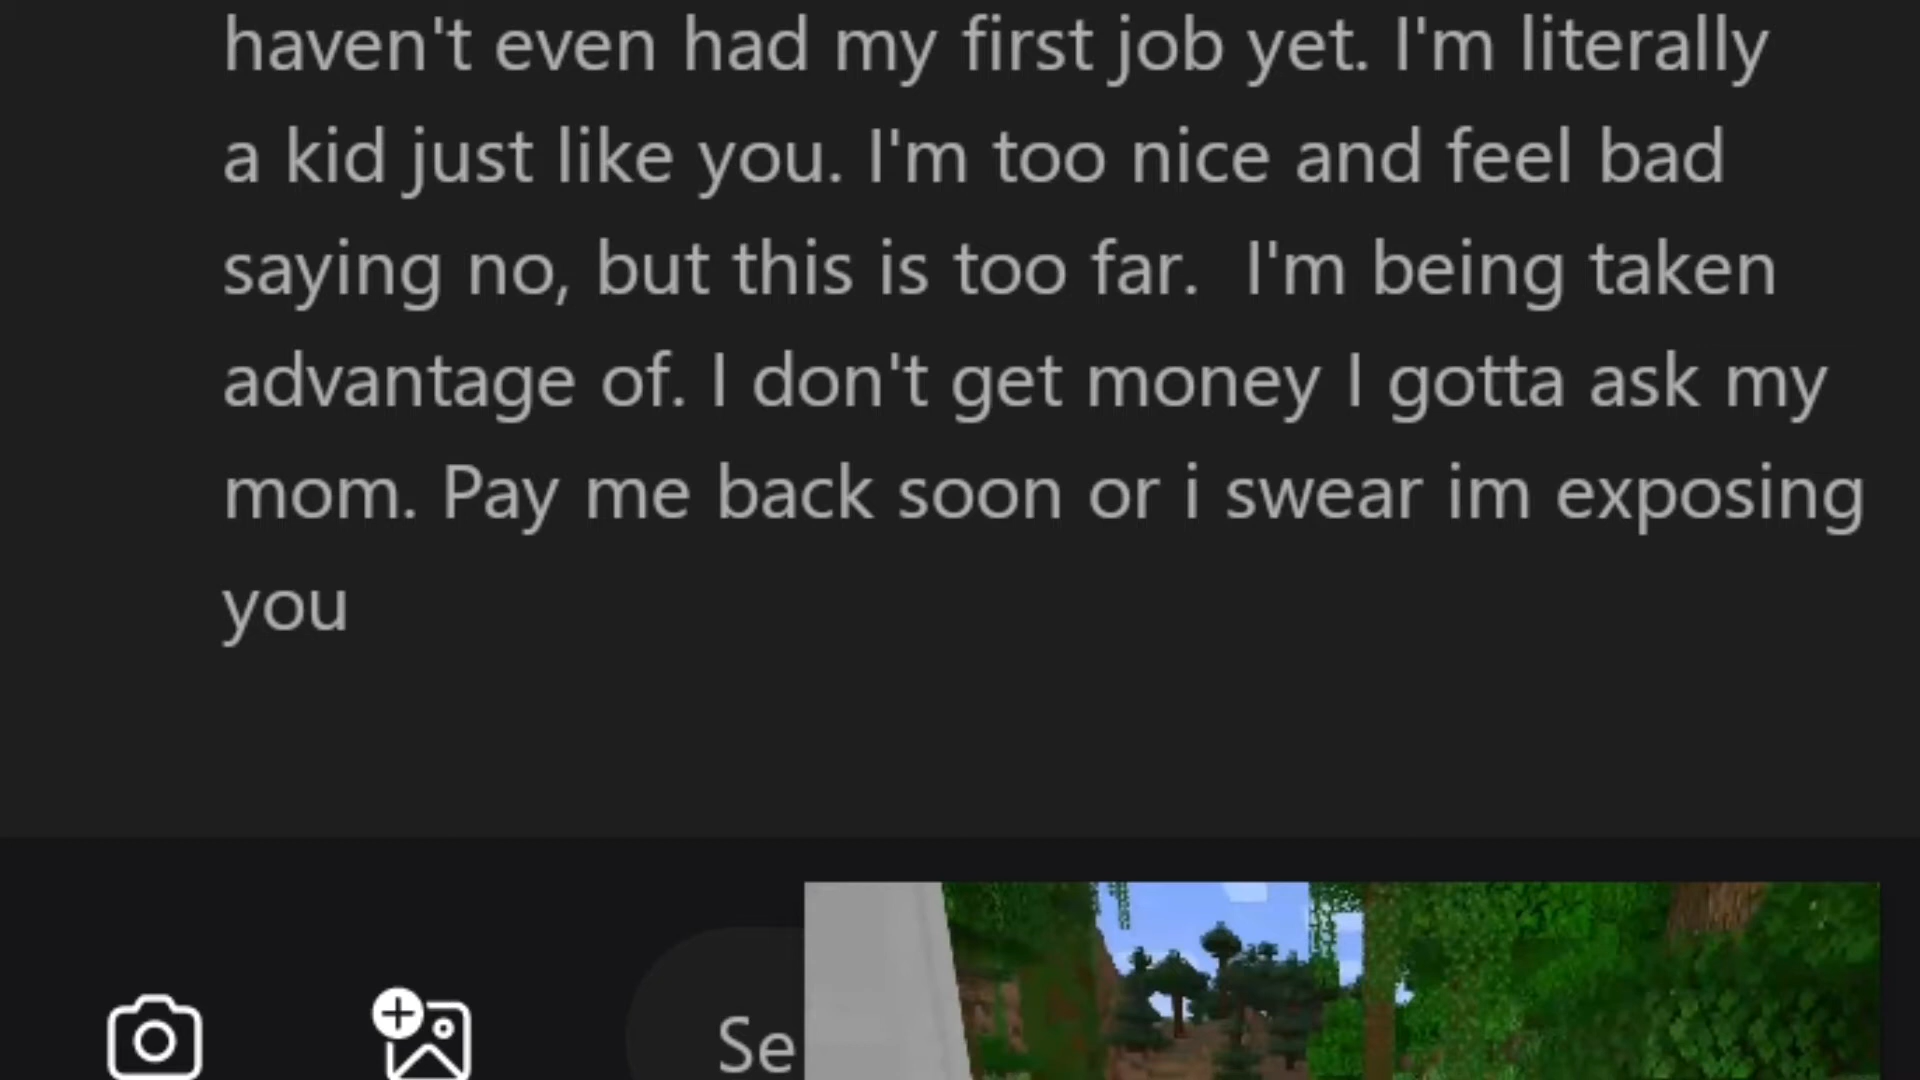 haven't even had my first job yet. I'm literally
a kid just like you. I'm too nice and feel bad
saying no, but this is too far.  I'm being taken
advantage of. I don't get money I gotta ask my
mom. Pay me back soon or i swear im exposing
you
Se